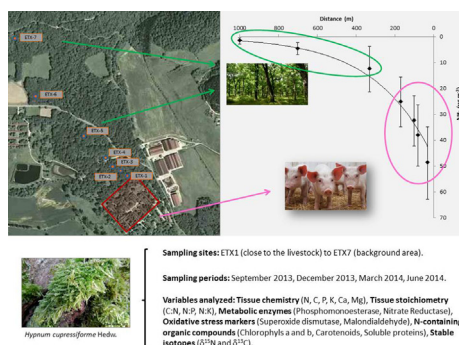 Distance (m)
1000 800 600 400 200 0
0
10
20
30
40
50
60
70
ETX-7
ETX-6
ETX-5
ETX-4
ETX-3
ETX-2
ETX-1
Sampling sites: ETX1 (close to the livestock) to ETX7 (background area).
Sampling periods: September 2013, December 2013, March 2014, June 2014.
Variables analyzed: Tissue chemistry (N, C, P, K, Ca, Mg), Tissue stoichiometry
(C:N, N:P, N:K), Metabolic enzymes (Phosphomonoesterase, Nitrate Reductase),
Oxidative stress markers (Superoxide dismutase, Malondialdehyde), N-containing
organic compounds (Chlorophyls a and b, Carotenoids, Soluble proteins), Stable
isotopes (δ¹⁵N and δ¹³C).
Hypnum cupressiforme Hedw.